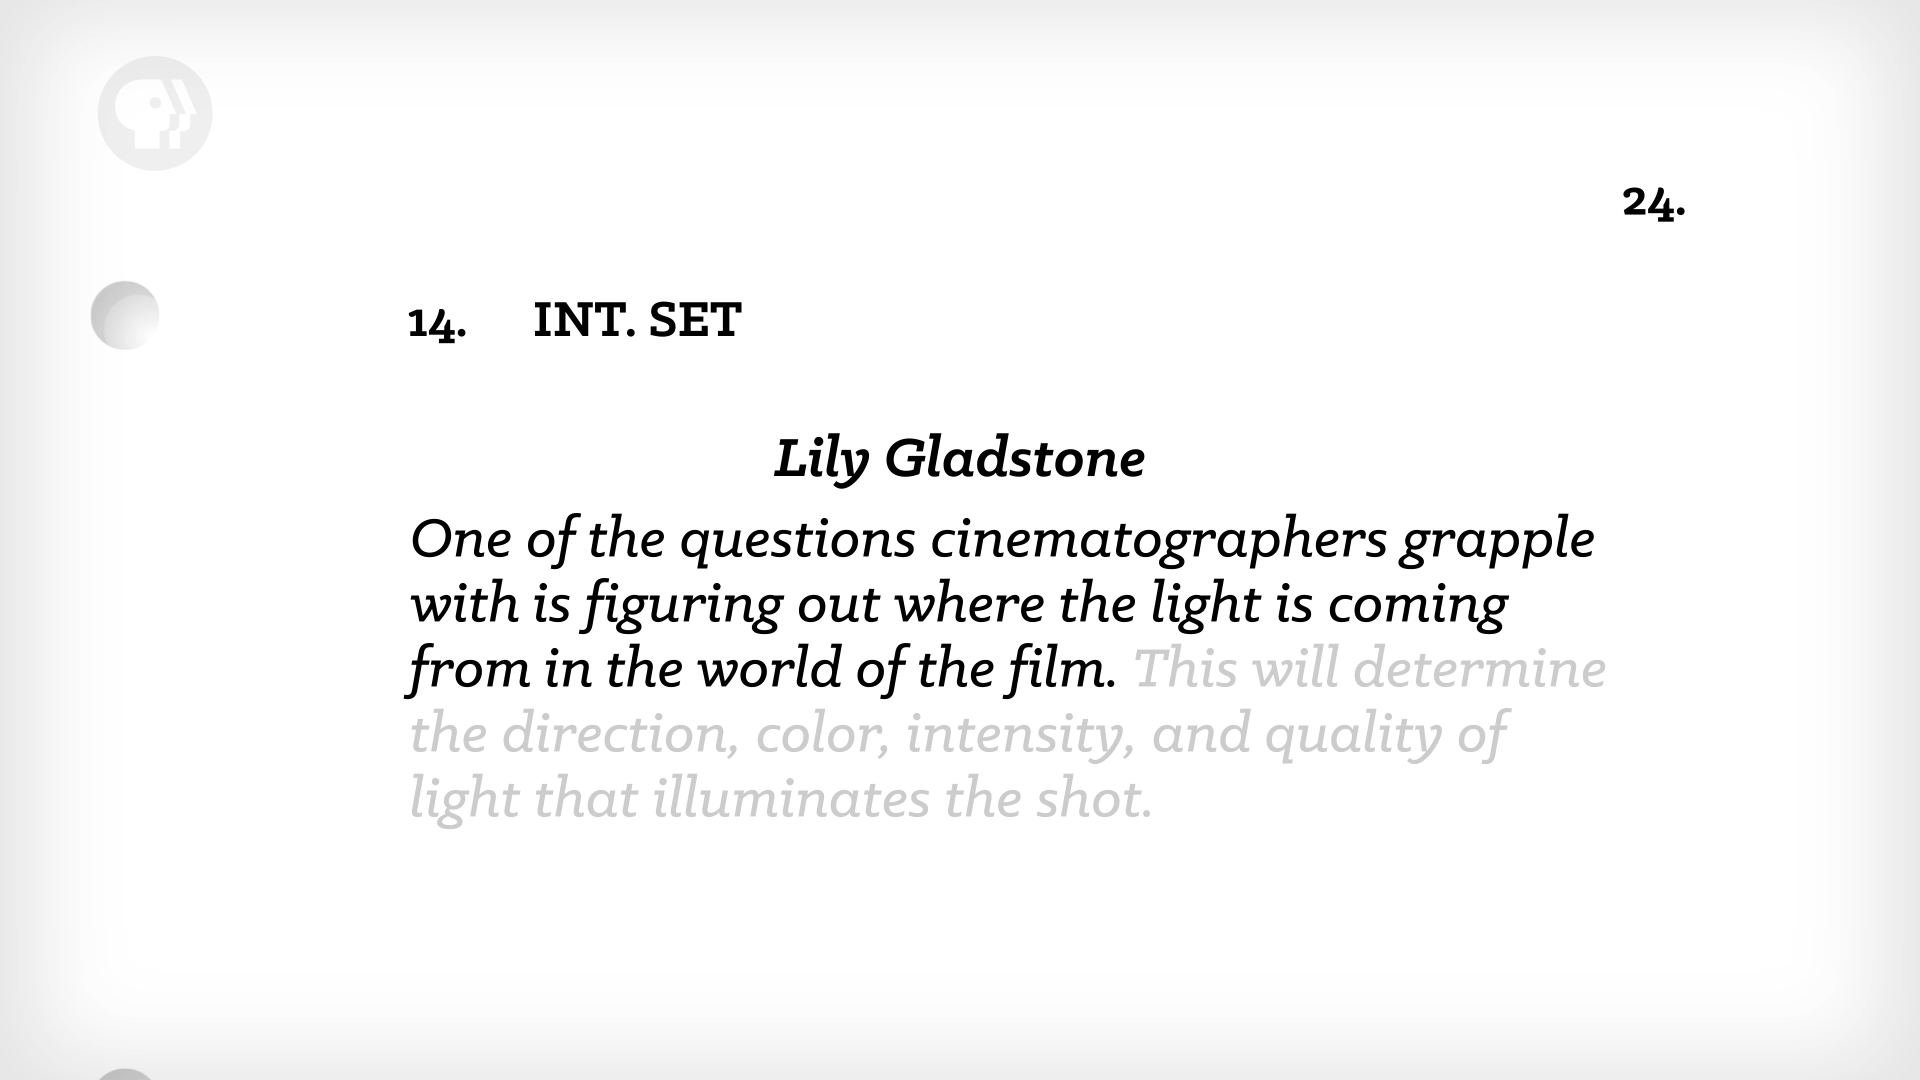 24.
14. INT. SET
Lily Gladstone
One of the questions cinematographers grapple
with is figuring out where the light is coming
from in the world of the film. This will determine
the direction, color, intensity, and quality of
light that illuminates the shot.